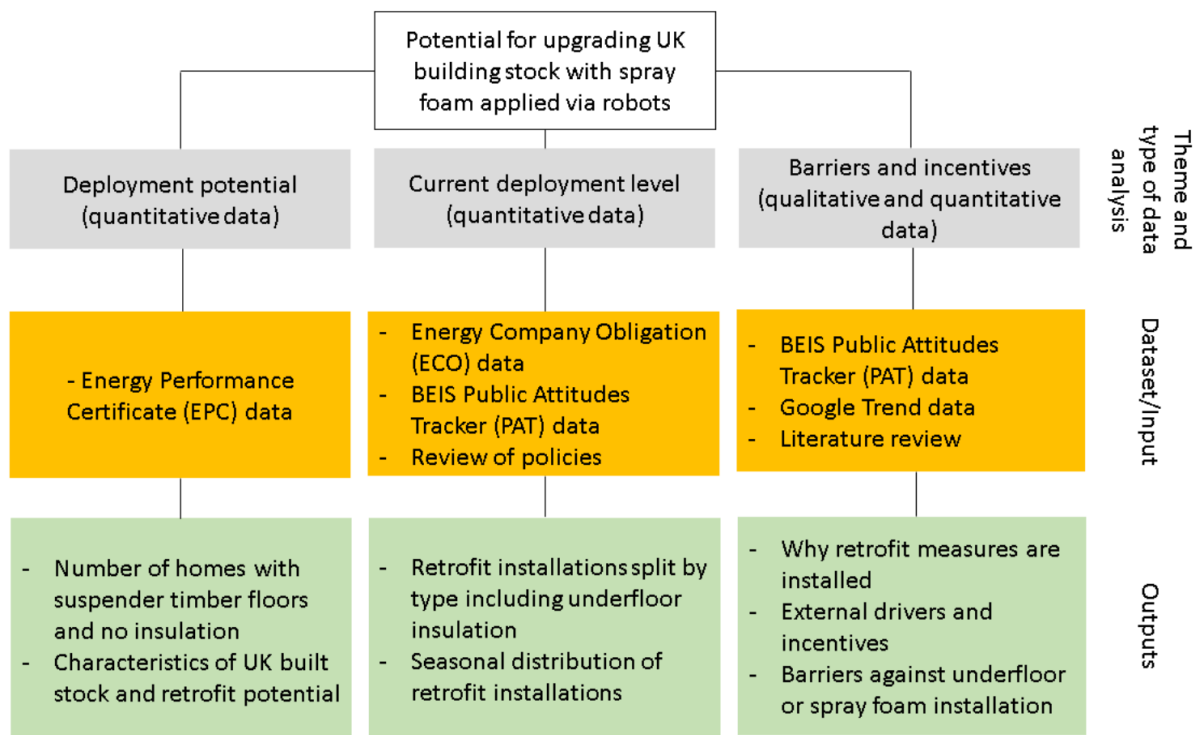 Potential for upgrading UK
building stock with spray
foam applied via robots
Deployment potential
(quantitative data)
Current deployment level
(quantitative data)
Barriers and incentives
(qualitative and quantitative
data)
Theme and
type of data
analysis
- Energy Performance
Certificate (EPC) data
- Energy Company Obligation
(ECO) data
- BEIS Public Attitudes
Tracker (PAT) data
- Review of policies
- BEIS Public Attitudes
Tracker (PAT) data
- Google Trend data
- Literature review
Dataset/Input
- Number of homes with
suspender timber floors
and no insulation
- Characteristics of UK built
stock and retrofit potential
- Retrofit installations split by
type including underfloor
insulation
- Seasonal distribution of
retrofit installations
- Why retrofit measures are
installed
- External drivers and
incentives
- Barriers against underfloor
or spray foam installation
Outputs